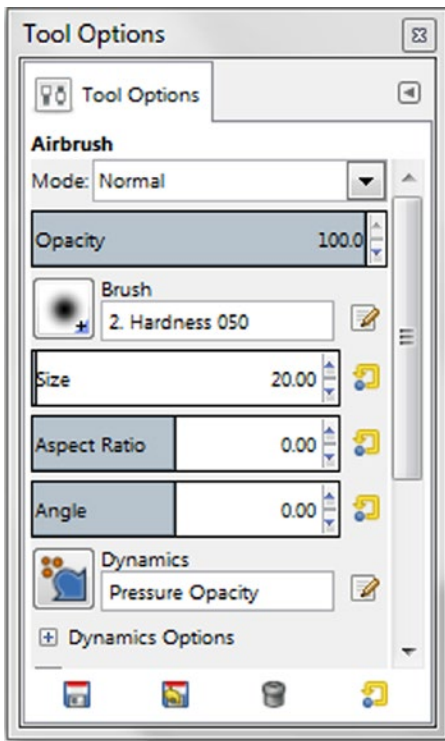 Tool Options
Tool Options
Airbrush
Mode: Normal
Opacity 100.0
Brush
2. Hardness 050
Size 20.00
Aspect Ratio 0.00
Angle 0.00
Dynamics
Pressure Opacity
Dynamics Options